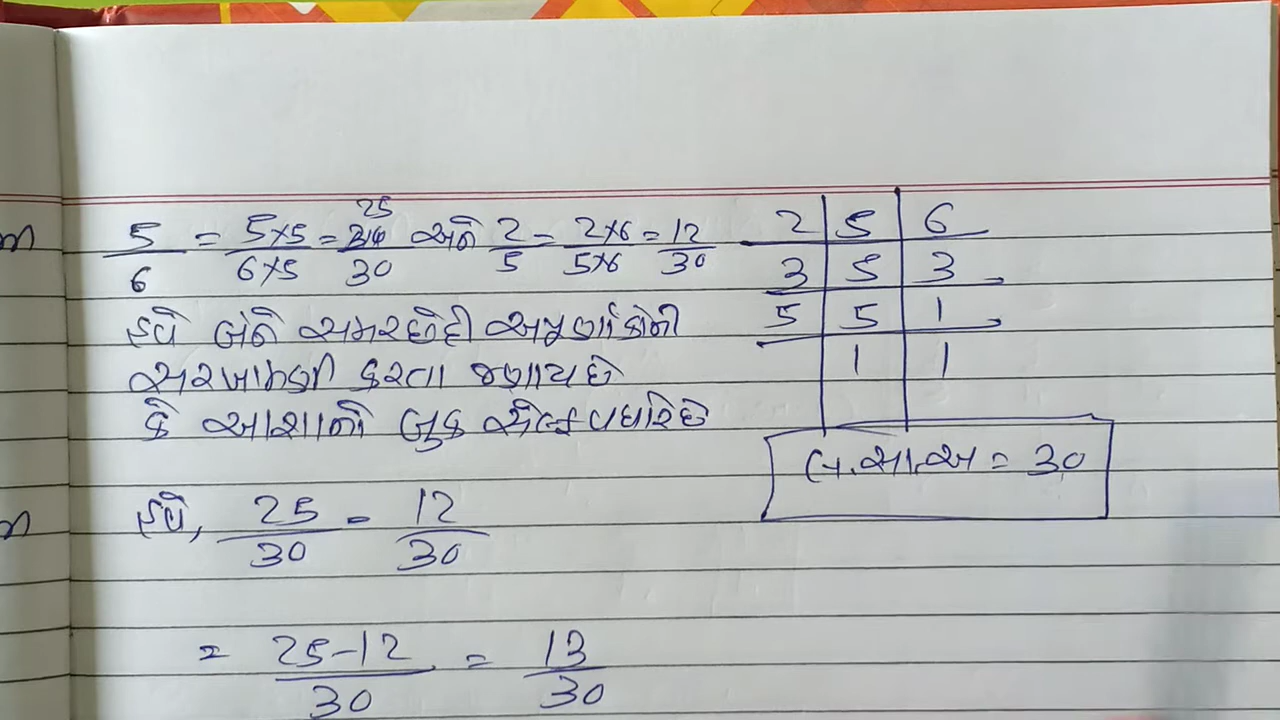 5/6 = 5×5/6×5 = 25/30 અને 2/5 = 2×6/5×6 = 12/30
હવે બંને સમચ્છેદી અપૂર્ણાંકોની
સરખામણી કરતા જણાય છે
કે આશાની બુક શેલ્ફ વધારે છે
હવે, 25/30 - 12/30
= 25-12/30 = 13/30
2 | 5 | 6
3 | 5 | 3
5 | 5 | 1
1 | 1
લ.સા.અ = 30